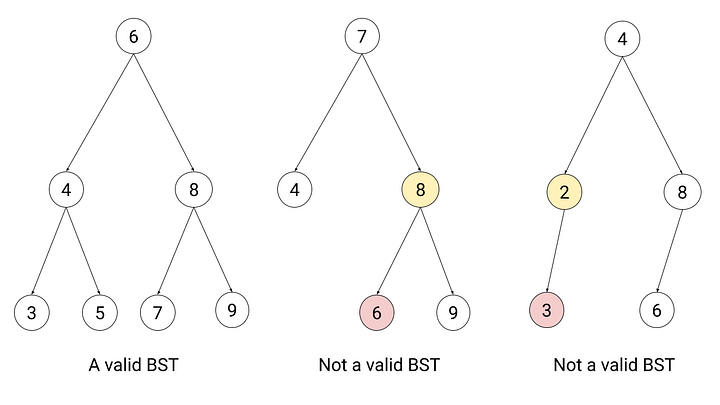 6 7 4
4 8 4 8 2 8
3 5 7 9 6 9 3 6
A valid BST Not a valid BST Not a valid BST